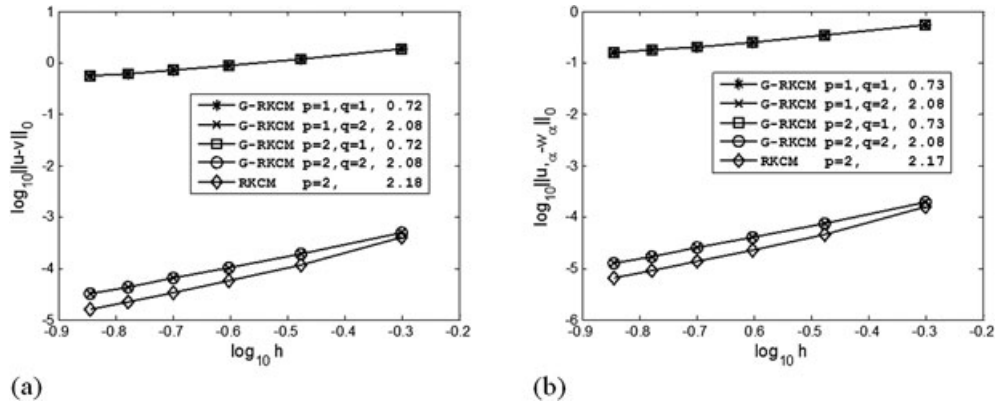 1
0
-1
-2
-3
-4
-5
log10||u-v||0
G-RKCM p=1,q=1, 0.72
G-RKCM p=1,q=2, 2.08
G-RKCM p=2,q=1, 0.72
G-RKCM p=2,q=2, 2.08
RKCM p=2, 2.18
-0.9 -0.8 -0.7 -0.6 -0.5 -0.4 -0.3 -0.2
log10 h
(a)
0
-1
-2
-3
-4
-5
-6
log10||u,α-wα||0
G-RKCM p=1,q=1, 0.73
G-RKCM p=1,q=2, 2.08
G-RKCM p=2,q=1, 0.73
G-RKCM p=2,q=2, 2.08
RKCM p=2, 2.17
-0.9 -0.8 -0.7 -0.6 -0.5 -0.4 -0.3 -0.2
log10 h
(b)